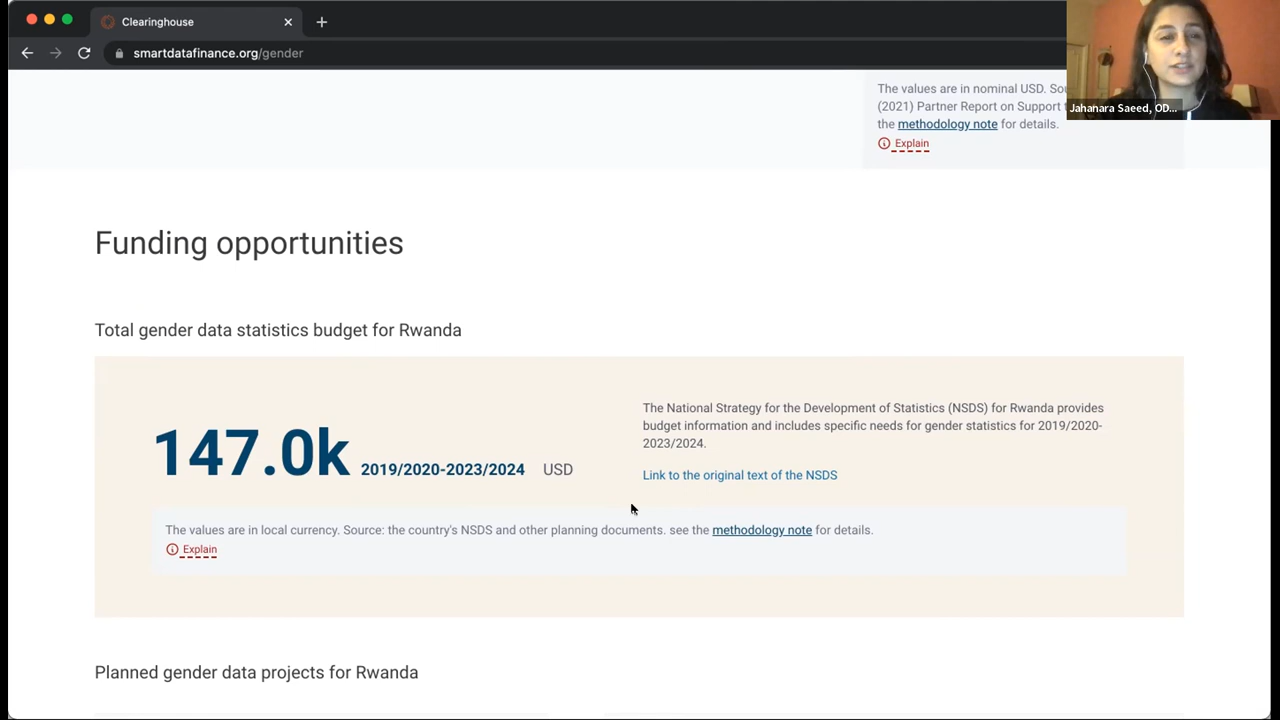 Clearinghouse
smartdatafinance.org/gender
The values are in nominal USD. Sou
(2021) Partner Report on Support t
the methodology note for details.
Explain
Jahanara Saeed, OD...
Funding opportunities
Total gender data statistics budget for Rwanda
147.0k 2019/2020-2023/2024 USD
The National Strategy for the Development of Statistics (NSDS) for Rwanda provides
budget information and includes specific needs for gender statistics for 2019/2020-
2023/2024.
Link to the original text of the NSDS
The values are in local currency. Source: the country's NSDS and other planning documents. see the methodology note for details.
Explain
Planned gender data projects for Rwanda